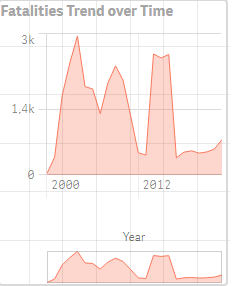 Fatalities Trend over Time
3k
1.4k
0
2000 2012
Year